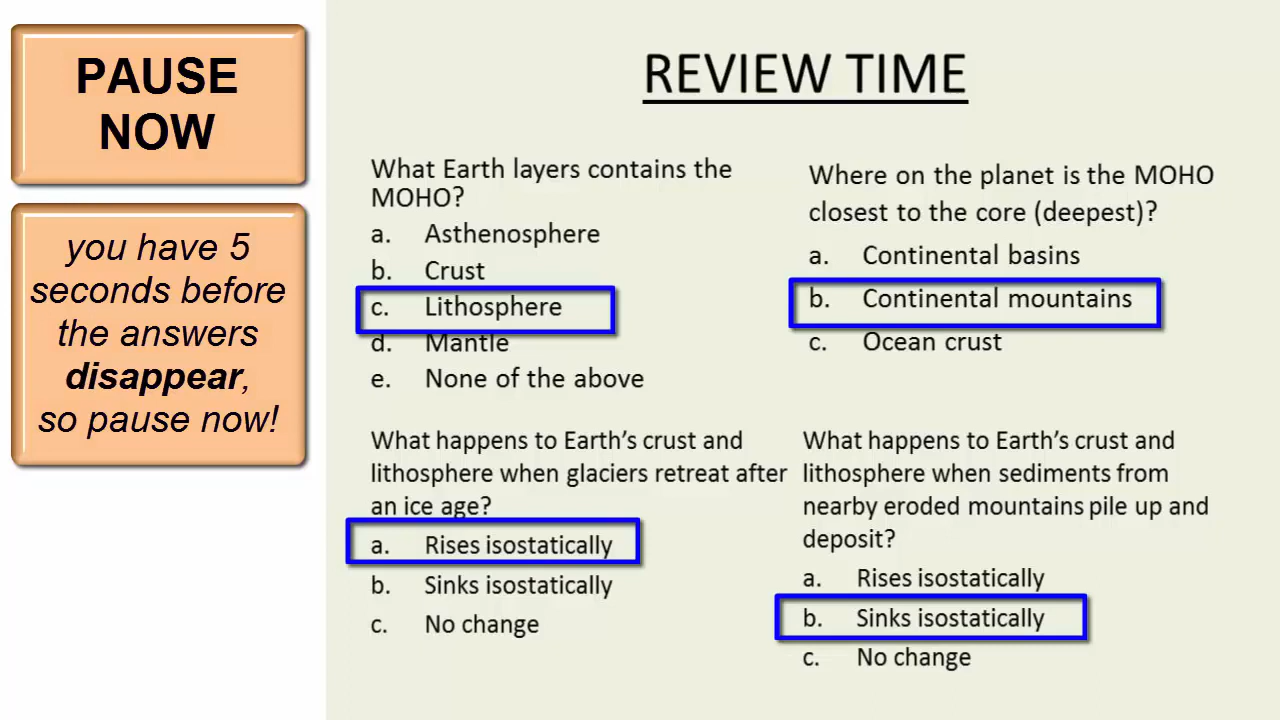 PAUSE
NOW
you have 5
seconds before
the answers
disappear,
so pause now!
REVIEW TIME
What Earth layers contains the
MOHO?
a. Asthenosphere
b. Crust
c. Lithosphere
d. Mantle
e. None of the above
Where on the planet is the MOHO
closest to the core (deepest)?
a. Continental basins
b. Continental mountains
c. Ocean crust
What happens to Earth’s crust and
lithosphere when glaciers retreat after
an ice age?
a. Rises isostatically
b. Sinks isostatically
c. No change
What happens to Earth’s crust and
lithosphere when sediments from
nearby eroded mountains pile up and
deposit?
a. Rises isostatically
b. Sinks isostatically
c. No change